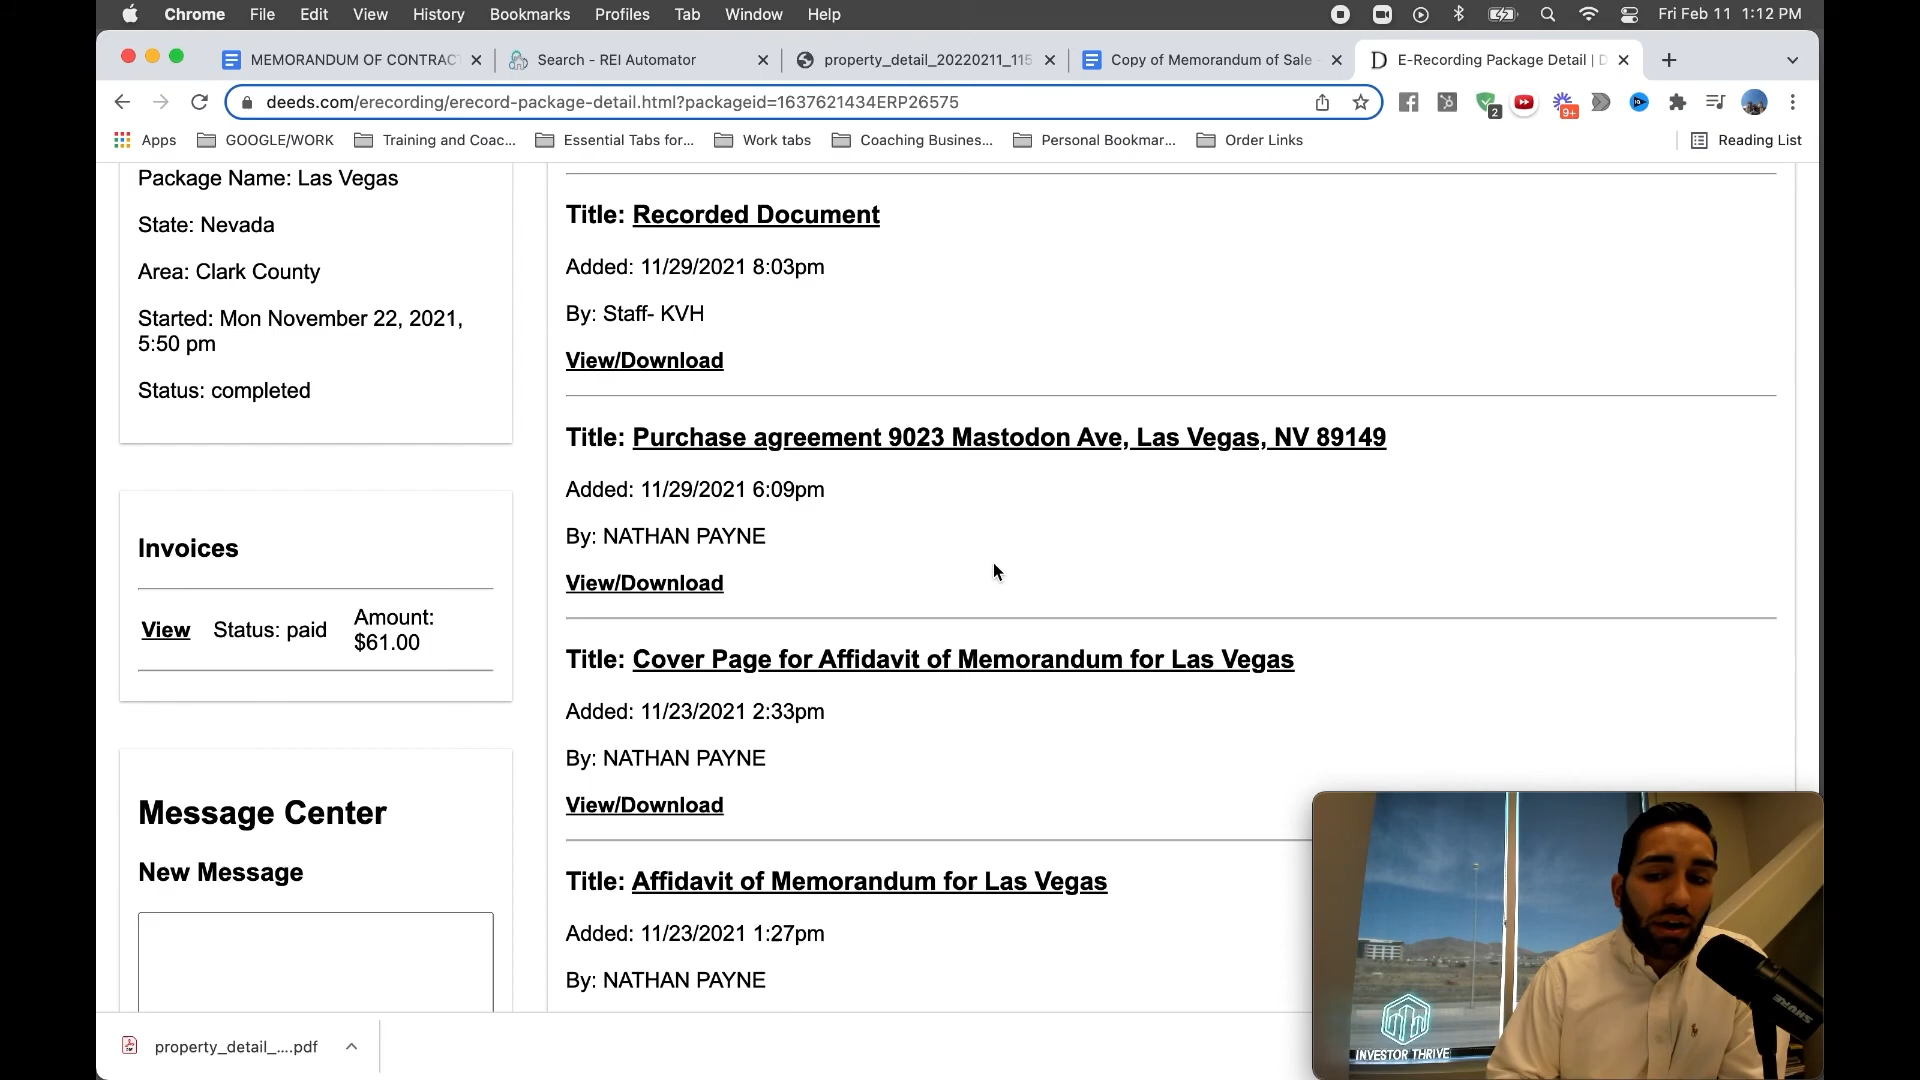 Chrome File Edit View History Bookmarks Profiles Tab Window Help Fri Feb 11 1:12 PM
MEMORANDUM OF CONTRAC Search - REI Automator property_detail_20220211_115 Copy of Memorandum of Sale - E-Recording Package Detail | D
deeds.com/erecording/erecord-package-detail.html?packageid=1637621434ERP26575 2 9+
Apps GOOGLE/WORK Training and Coac... Essential Tabs for... Work tabs Coaching Business... Personal Bookmar... Order Links Reading List
Package Name: Las Vegas
State: Nevada
Area: Clark County
Started: Mon November 22, 2021,
5:50 pm
Status: completed
Invoices
View Status: paid Amount:
$61.00
Message Center
New Message
Title: Recorded Document
Added: 11/29/2021 8:03pm
By: Staff- KVH
View/Download
Title: Purchase agreement 9023 Mastodon Ave, Las Vegas, NV 89149
Added: 11/29/2021 6:09pm
By: NATHAN PAYNE
View/Download
Title: Cover Page for Affidavit of Memorandum for Las Vegas
Added: 11/23/2021 2:33pm
By: NATHAN PAYNE
View/Download
Title: Affidavit of Memorandum for Las Vegas
Added: 11/23/2021 1:27pm
By: NATHAN PAYNE
property_detail_....pdf
INVESTOR THRIVE
SHURE